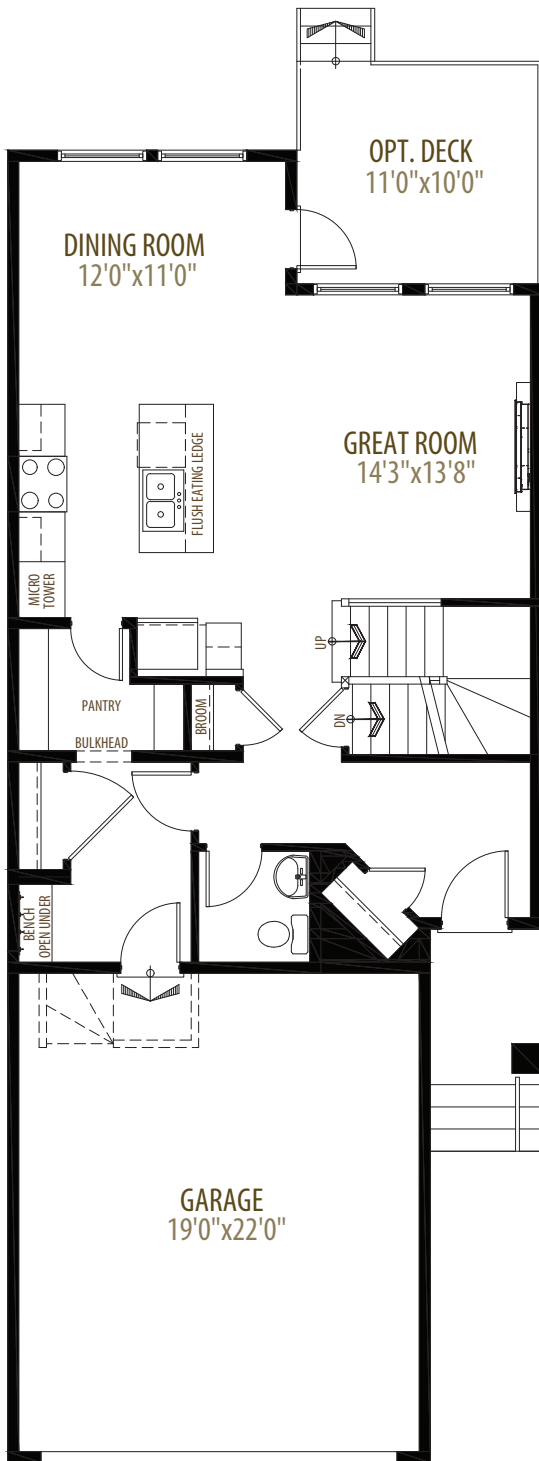 OPT. DECK
11'0"x10'0"
DINING ROOM
12'0"x11'0"
GREAT ROOM
14'3"x13'8"
FLUSH EATING LEDGE
MICRO
TOWER
UP
DN
PANTRY
BROOM
BULKHEAD
BENCH
OPEN UNDER
GARAGE
19'0"x22'0"